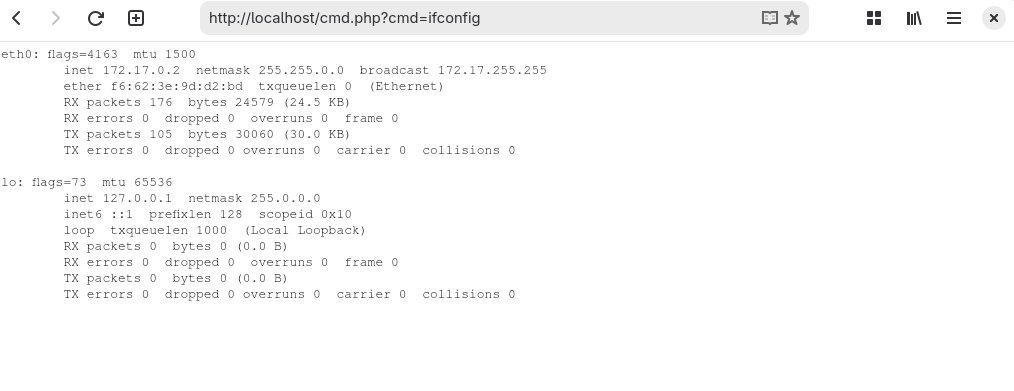 http://localhost/cmd.php?cmd=ifconfig
eth0: flags=4163  mtu 1500
        inet 172.17.0.2  netmask 255.255.0.0  broadcast 172.17.255.255
        ether f6:62:3e:9d:d2:bd  txqueuelen 0  (Ethernet)
        RX packets 176  bytes 24579 (24.5 KB)
        RX errors 0  dropped 0  overruns 0  frame 0
        TX packets 105  bytes 30060 (30.0 KB)
        TX errors 0  dropped 0 overruns 0  carrier 0  collisions 0
lo: flags=73  mtu 65536
        inet 127.0.0.1  netmask 255.0.0.0
        inet6 ::1  prefixlen 128  scopeid 0x10
        loop  txqueuelen 1000  (Local Loopback)
        RX packets 0  bytes 0 (0.0 B)
        RX errors 0  dropped 0  overruns 0  frame 0
        TX packets 0  bytes 0 (0.0 B)
        TX errors 0  dropped 0 overruns 0  carrier 0  collisions 0